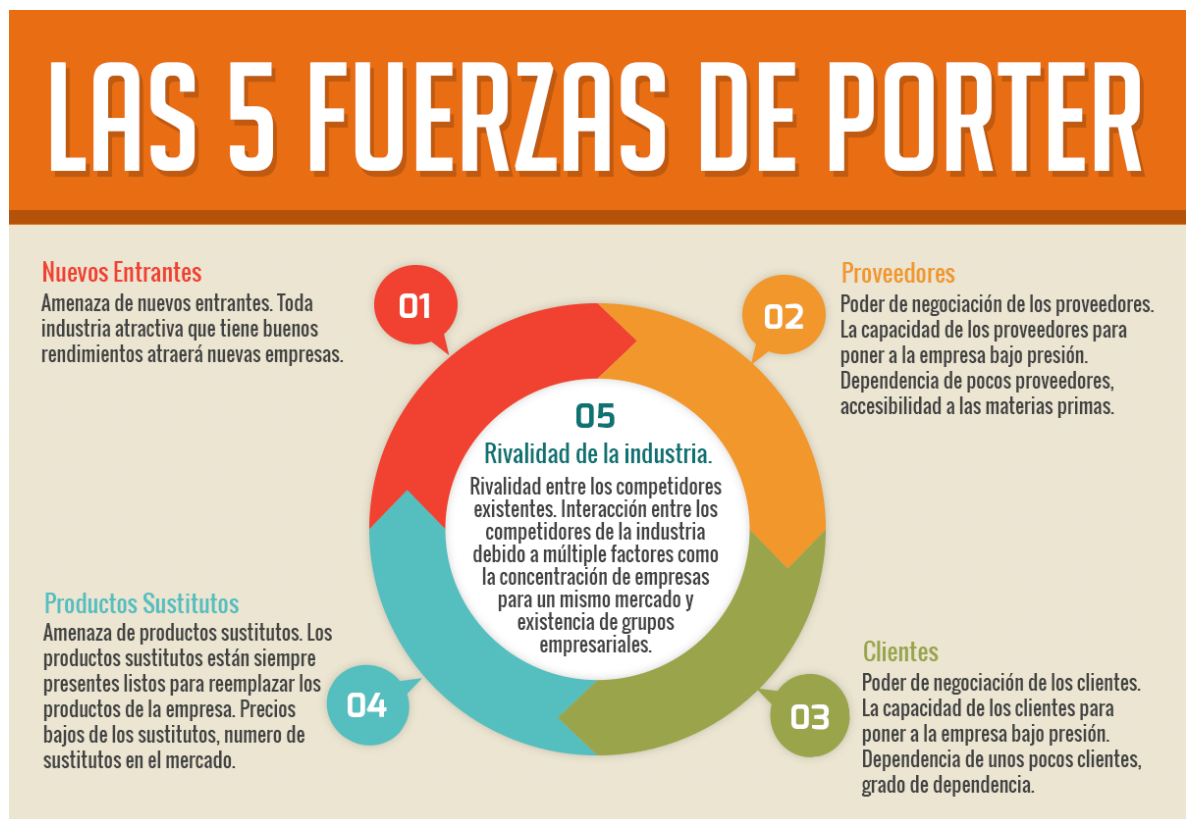 LAS 5 FUERZAS DE PORTER
Nuevos Entrantes
Amenaza de nuevos entrantes. Toda
industria atractiva que tiene buenos
rendimientos atraerá nuevas empresas.
01
02
Proveedores
Poder de negociación de los proveedores.
La capacidad de los proveedores para
poner a la empresa bajo presión.
Dependencia de pocos proveedores,
accesibilidad a las materias primas.
05
Rivalidad de la industria.
Rivalidad entre los competidores
existentes. Interacción entre los
competidores de la industria
debido a múltiple factores como
la concentración de empresas
para un mismo mercado y
existencia de grupos
empresariales.
Productos Sustitutos
Amenaza de productos sustitutos. Los
productos sustitutos están siempre
presentes listos para reemplazar los
productos de la empresa. Precios
bajos de los sustitutos, numero de
sustitutos en el mercado.
04
03
Clientes
Poder de negociación de los clientes.
La capacidad de los clientes para
poner a la empresa bajo presión.
Dependencia de unos pocos clientes,
grado de dependencia.